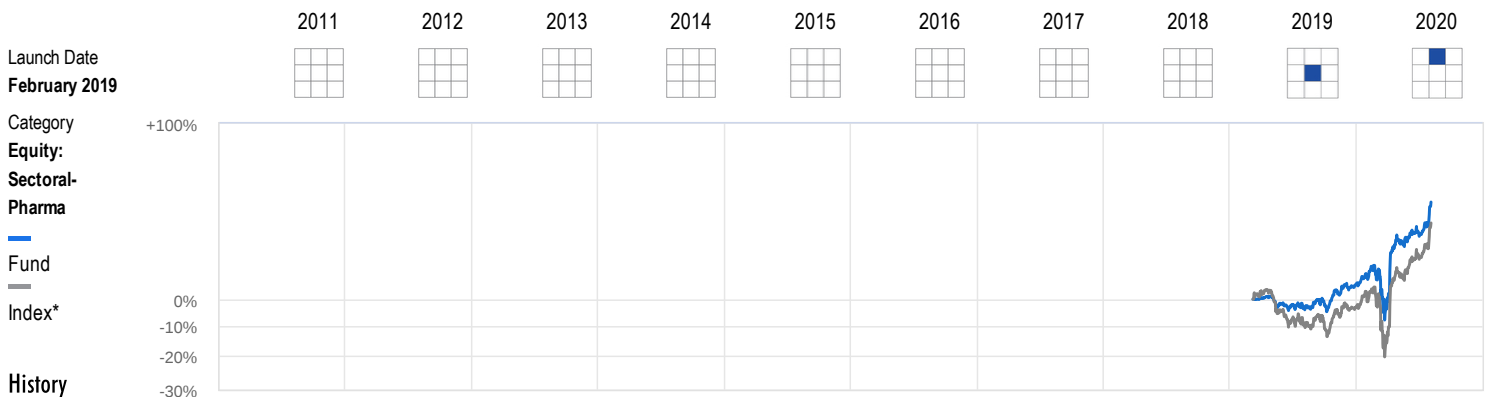 2011 2012 2013 2014 2015 2016 2017 2018 2019 2020
Launch Date
February 2019
Category
Equity:
Sectoral-
Pharma
Fund
Index*
History
+100%
0%
-10%
-20%
-30%